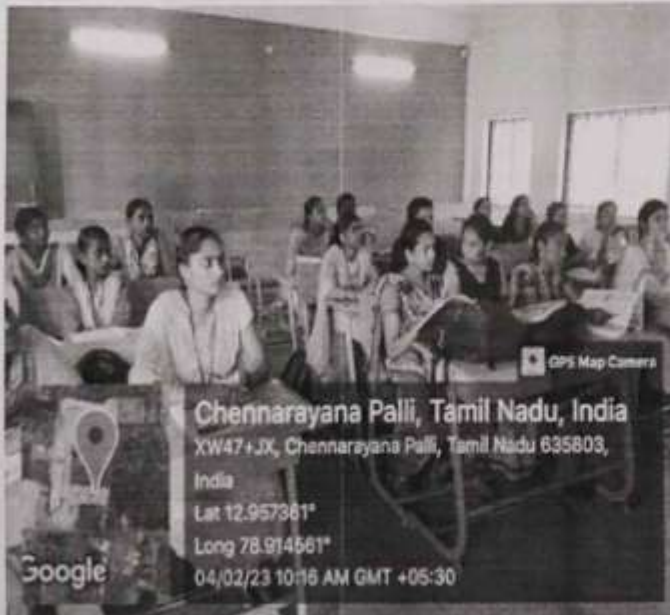 GPS Map Camera
Chennarayana Palli, Tamil Nadu, India
XW47+JX, Chennarayana Palli, Tamil Nadu 635803,
India
Lat 12.957361°
Long 78.914561°
04/02/23 10:16 AM GMT +05:30
Google